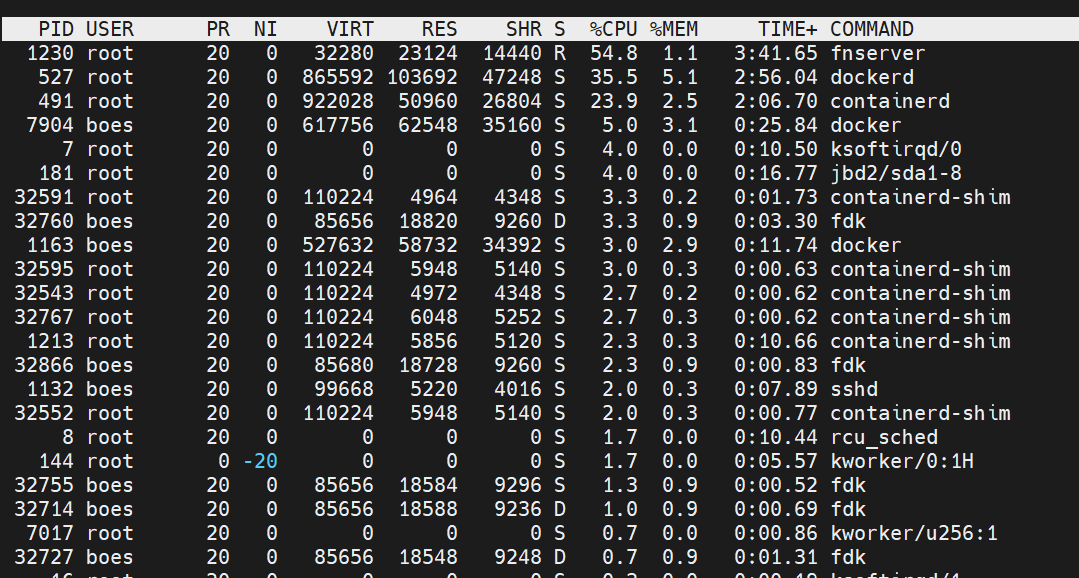 PID USER PR NI VIRT RES SHR S %CPU %MEM TIME+ COMMAND
1230 root 20 0 32280 23124 14440 R 54.8 1.1 3:41.65 fnserver
527 root 20 0 865592 103692 47248 S 35.5 5.1 2:56.04 dockerd
491 root 20 0 922028 50960 26804 S 23.9 2.5 2:06.70 containerd
7904 boes 20 0 617756 62548 35160 S 5.0 3.1 0:25.84 docker
7 root 20 0 0 0 0 S 4.0 0.0 0:10.50 ksoftirqd/0
181 root 20 0 0 0 0 S 4.0 0.0 0:16.77 jbd2/sda1-8
32591 root 20 0 110224 4964 4348 S 3.3 0.2 0:01.73 containerd-shim
32760 boes 20 0 85656 18820 9260 D 3.3 0.9 0:03.30 fdk
1163 boes 20 0 527632 58732 34392 S 3.0 2.9 0:11.74 docker
32595 root 20 0 110224 5948 5140 S 3.0 0.3 0:00.63 containerd-shim
32543 root 20 0 110224 4972 4348 S 2.7 0.2 0:00.62 containerd-shim
32767 root 20 0 110224 6048 5252 S 2.7 0.3 0:00.62 containerd-shim
1213 root 20 0 110224 5856 5120 S 2.3 0.3 0:10.66 containerd-shim
32866 boes 20 0 85680 18728 9260 S 2.3 0.9 0:00.83 fdk
1132 boes 20 0 99668 5220 4016 S 2.0 0.3 0:07.89 sshd
32552 root 20 0 110224 5948 5140 S 2.0 0.3 0:00.77 containerd-shim
8 root 20 0 0 0 0 S 1.7 0.0 0:10.44 rcu_sched
144 root 0 -20 0 0 0 S 1.7 0.0 0:05.57 kworker/0:1H
32755 boes 20 0 85656 18584 9296 S 1.3 0.9 0:00.52 fdk
32714 boes 20 0 85656 18588 9236 D 1.0 0.9 0:00.69 fdk
7017 root 20 0 0 0 0 S 0.7 0.0 0:00.86 kworker/u256:1
32727 boes 20 0 85656 18548 9248 D 0.7 0.9 0:01.31 fdk